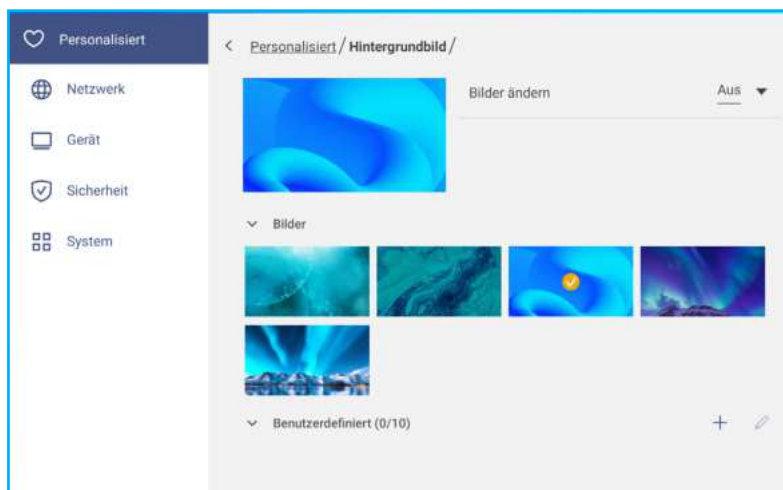 Personalisiert
Netzwerk
Gerät
Sicherheit
System
Personalisiert / Hintergrundbild /
Bilder ändern Aus
Bilder
Benutzerdefiniert (0/10)